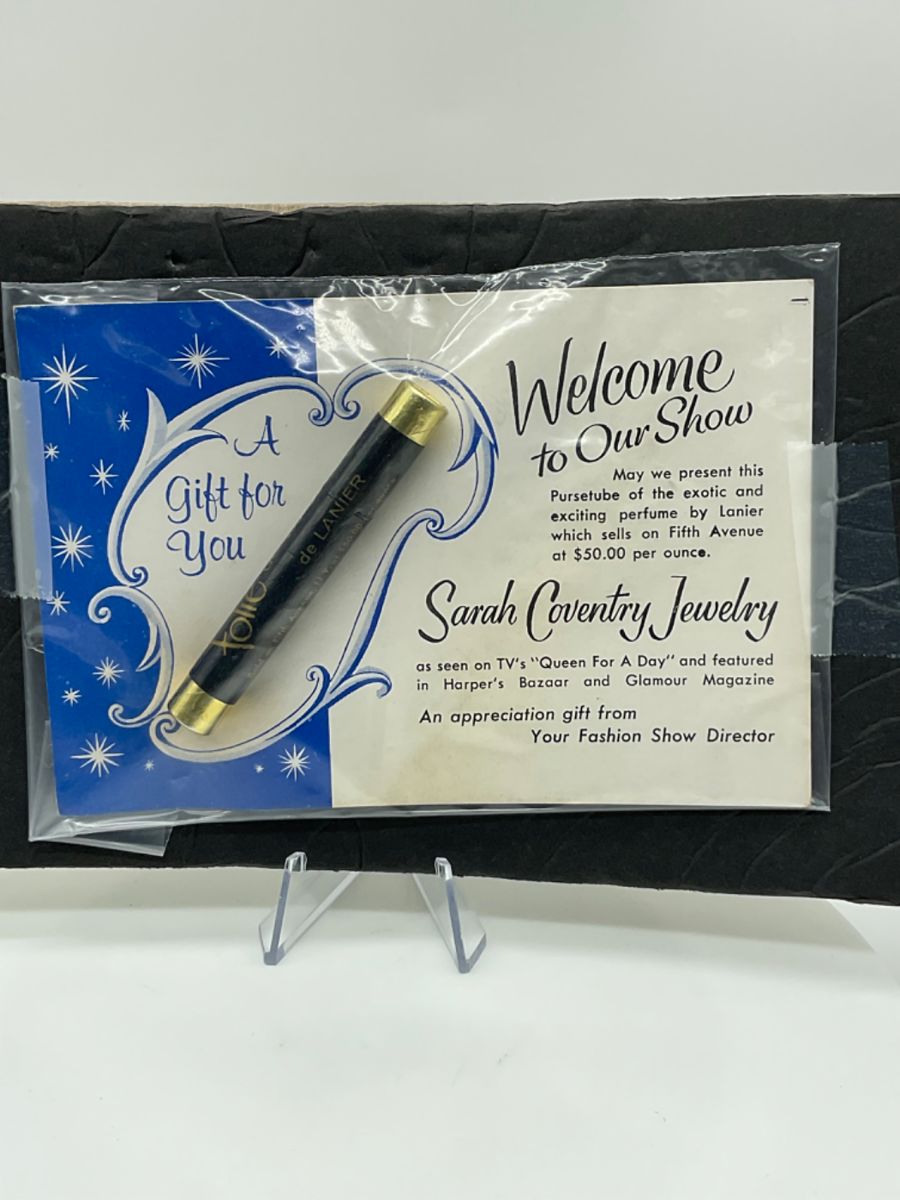 A
Gift for
You
folie
de LANIER
Welcome
to Our Show
May we present this
Pursetube of the exotic and
exciting perfume by Lanier
which sells on Fifth Avenue
at $50.00 per ounce.
Sarah Coventry Jewelry
as seen on TV's "Queen For A Day" and featured
in Harper's Bazaar and Glamour Magazine
An appreciation gift from
Your Fashion Show Director